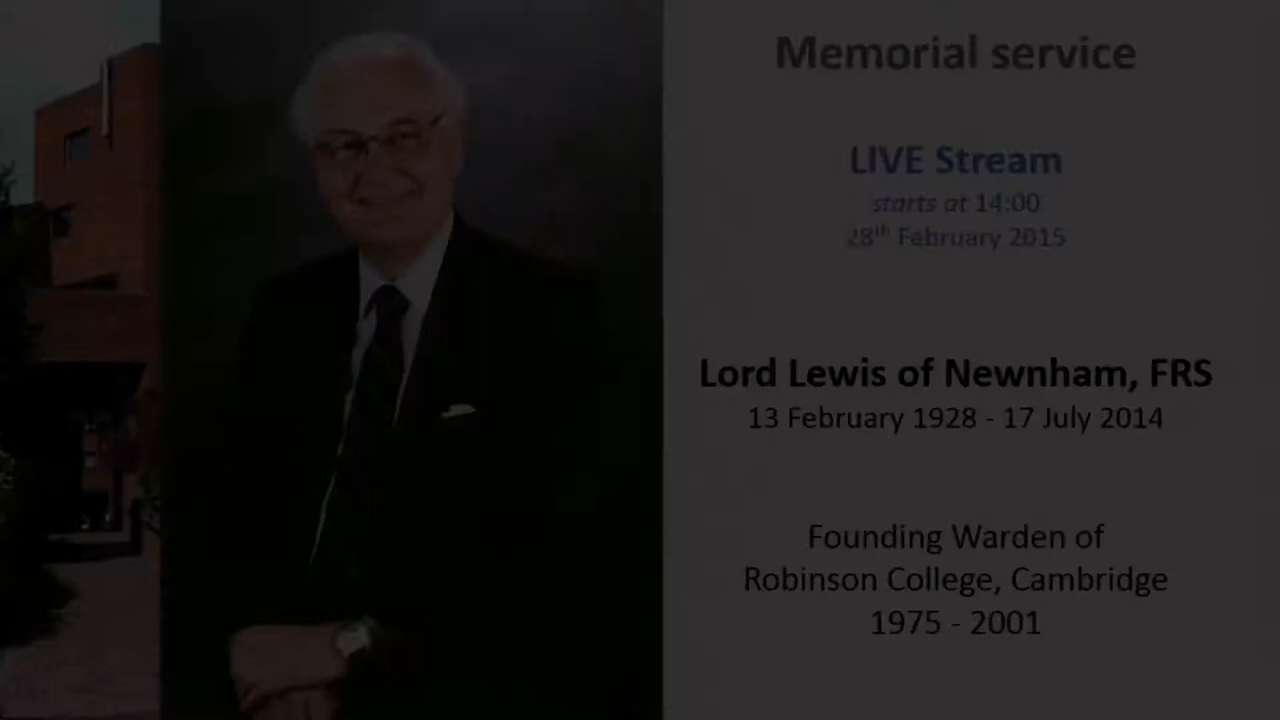 Memorial service
LIVE Stream
starts at 14:00
28th February 2015
Lord Lewis of Newnham, FRS
13 February 1928 - 17 July 2014
Founding Warden of
Robinson College, Cambridge
1975 - 2001